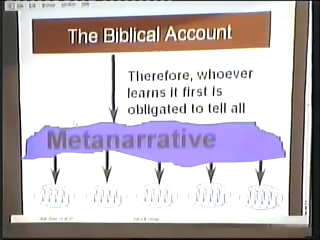 The Biblical Account
Therefore, whoever
learns it first is
obligated to tell all
Metanarrative